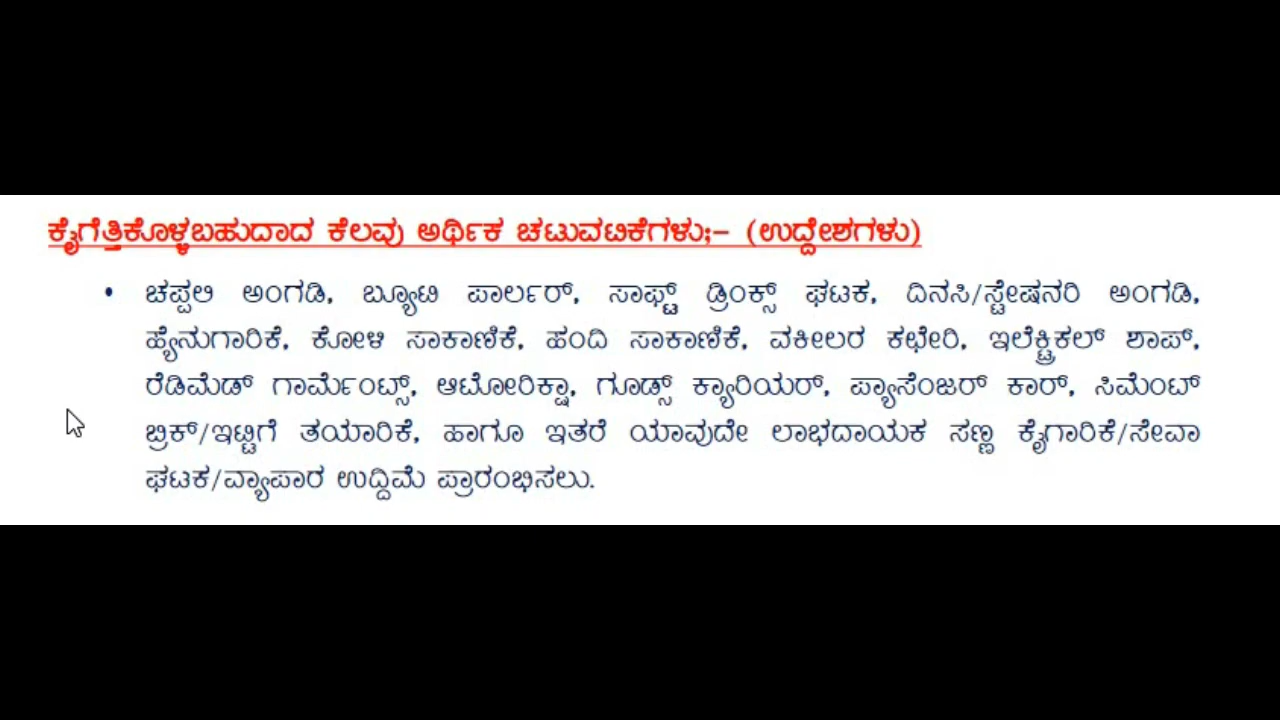 ಕೈಗೆತ್ತಿಕೊಳ್ಳಬಹುದಾದ ಕೆಲವು ಅರ್ಥಿಕ ಚಟುವಟಿಕೆಗಳು;– (ಉದ್ದೇಶಗಳು)
• ಚಪ್ಪಲಿ ಅಂಗಡಿ, ಬ್ಯೂಟಿ ಪಾರ್ಲರ್, ಸಾಫ್ಟ್ ಡ್ರಿಂಕ್ಸ್ ಘಟಕ, ದಿನಸಿ/ಸ್ಟೇಷನರಿ ಅಂಗಡಿ,
ಹೈನುಗಾರಿಕೆ, ಕೋಳಿ ಸಾಕಾಣಿಕೆ, ಹಂದಿ ಸಾಕಾಣಿಕೆ, ವಕೀಲರ ಕಛೇರಿ, ಇಲೆಕ್ಟ್ರಿಕಲ್ ಶಾಪ್,
ರೆಡಿಮೆಡ್ ಗಾರ್ಮೆಂಟ್ಸ್, ಆಟೋರಿಕ್ಷಾ, ಗೂಡ್ಸ್ ಕ್ಯಾರಿಯರ್, ಪ್ಯಾಸೆಂಜರ್ ಕಾರ್, ಸಿಮೆಂಟ್
ಬ್ರಿಕ್/ಇಟ್ಟಿಗೆ ತಯಾರಿಕೆ, ಹಾಗೂ ಇತರೆ ಯಾವುದೇ ಲಾಭದಾಯಕ ಸಣ್ಣ ಕೈಗಾರಿಕೆ/ಸೇವಾ
ಘಟಕ/ವ್ಯಾಪಾರ ಉದ್ದಿಮೆ ಪ್ರಾರಂಭಿಸಲು.